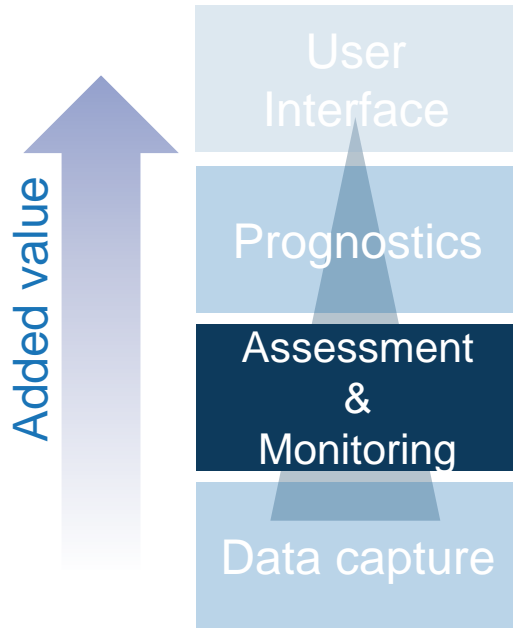 User
Interface
Prognostics
Assessment
&
Monitoring
Data capture
Added value